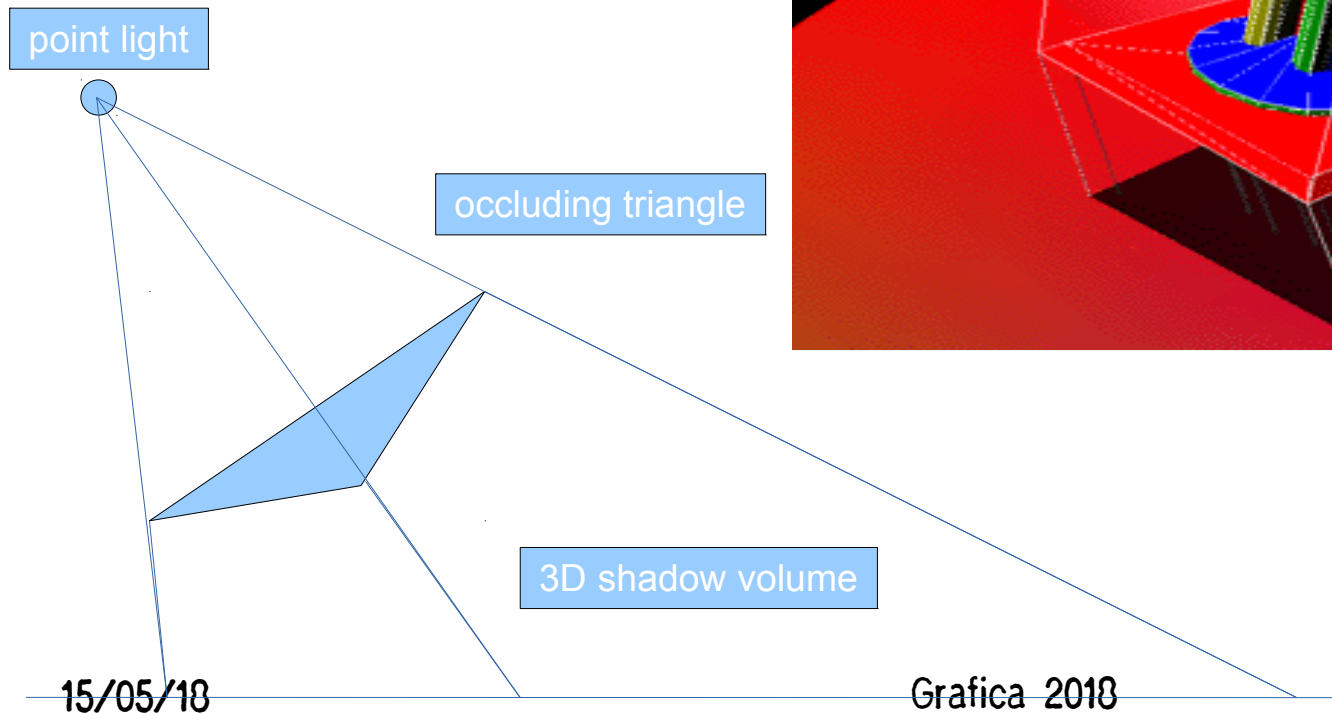 point light
occluding triangle
3D shadow volume
15/05/18
Grafica 2018